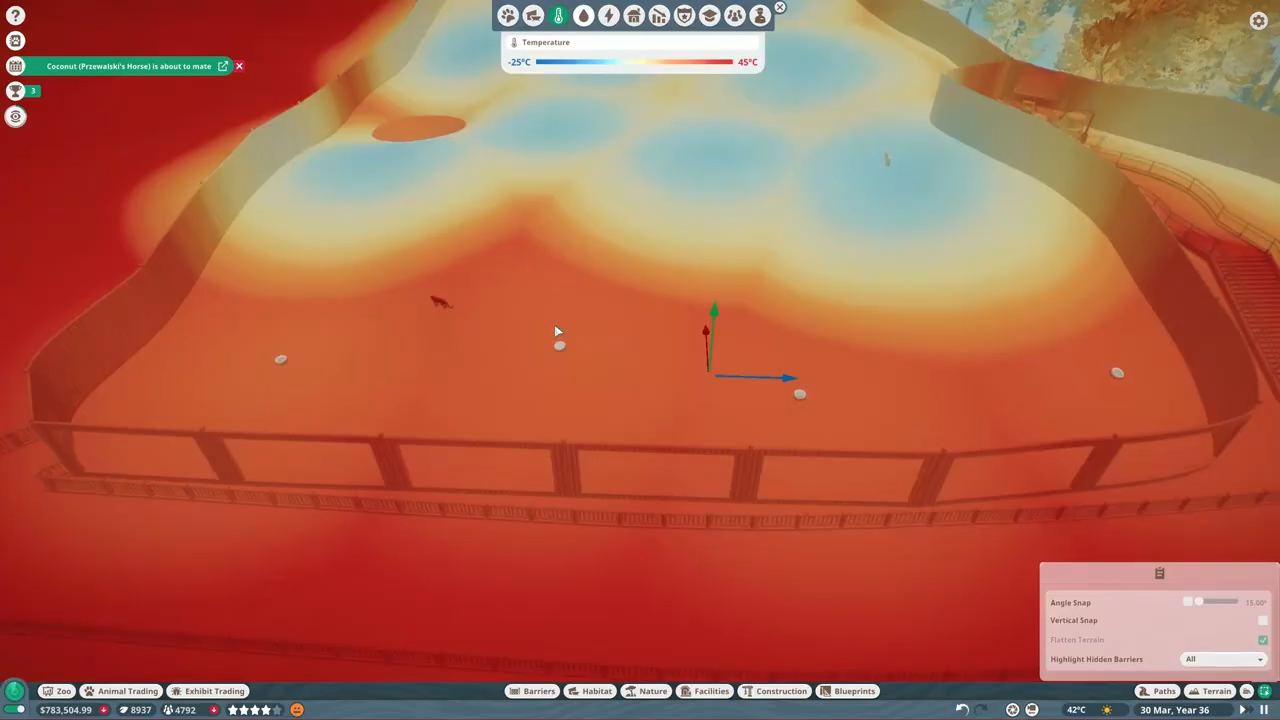 Temperature
-25°C
45°C
Coconut (Przewalski's Horse) is about to mate
3
Angle Snap
15.00°
Vertical Snap
Flatten Terrain
Highlight Hidden Barriers
All
Zoo
Animal Trading
Exhibit Trading
Barriers
Habitat
Nature
Facilities
Construction
Blueprints
Paths
Terrain
$783,504.99
8937
4792
42°C
30 Mar, Year 36